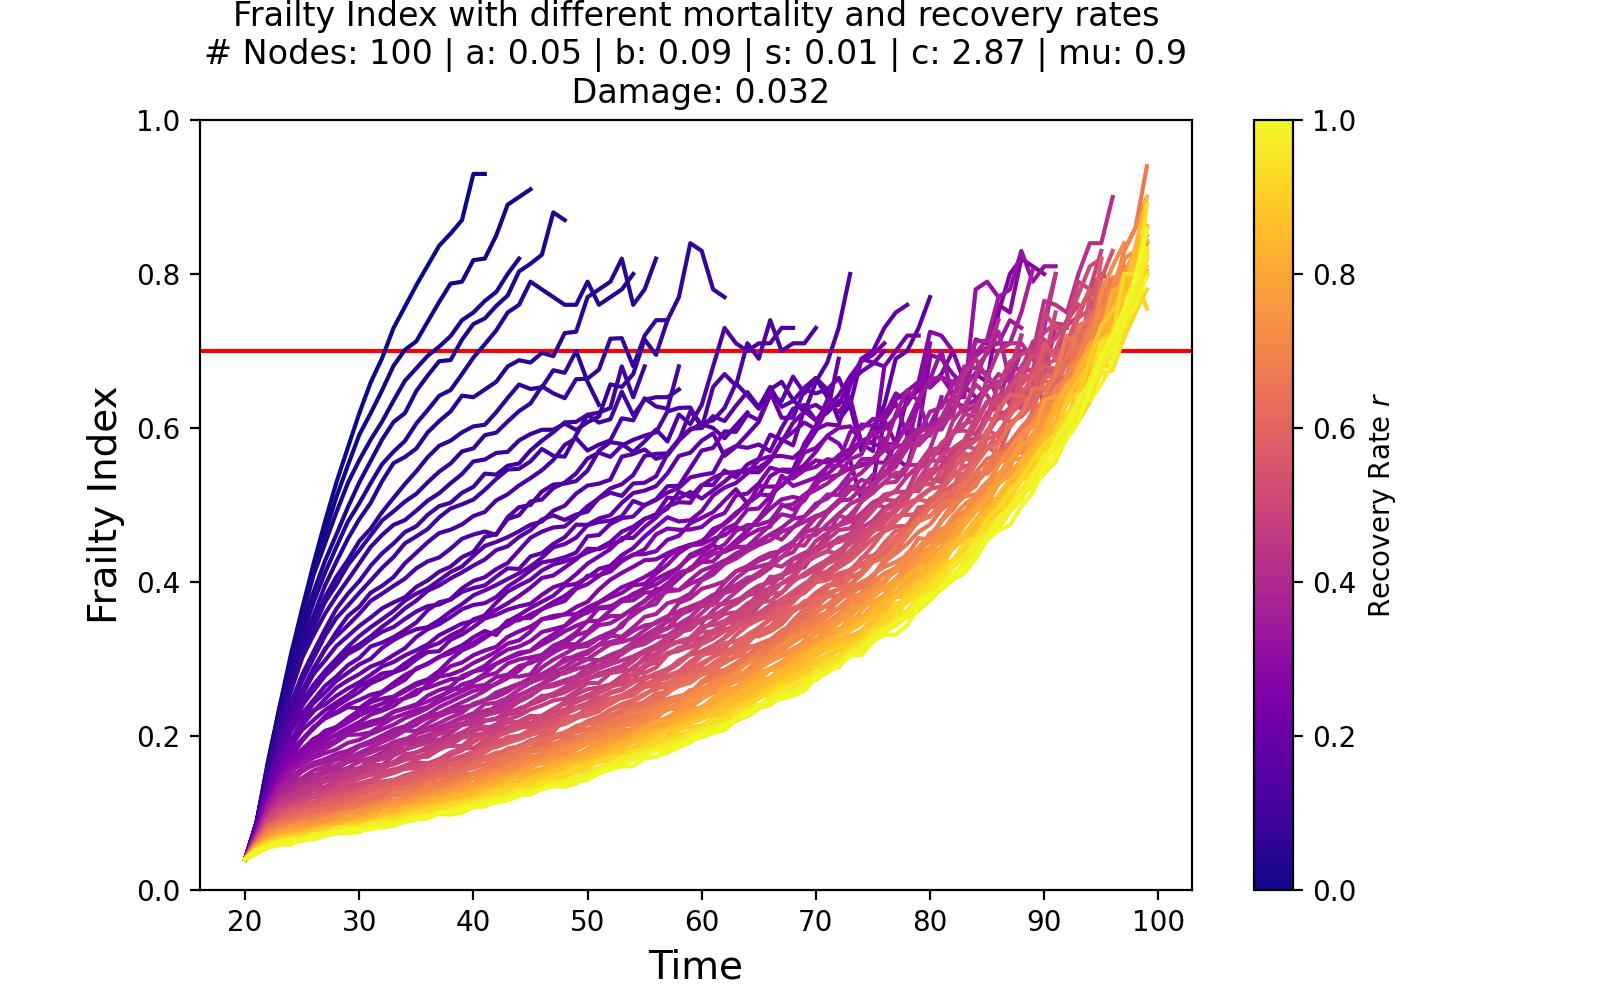 Frailty Index with different mortality and recovery rates
# Nodes: 100 | a: 0.05 | b: 0.09 | s: 0.01 | c: 2.87 | mu: 0.9
Damage: 0.032
1.0
0.8
0.6
0.4
0.2
0.0
Frailty Index
20 30 40 50 60 70 80 90 100
Time
1.0
0.8
0.6
0.4
0.2
0.0
Recovery Rate r